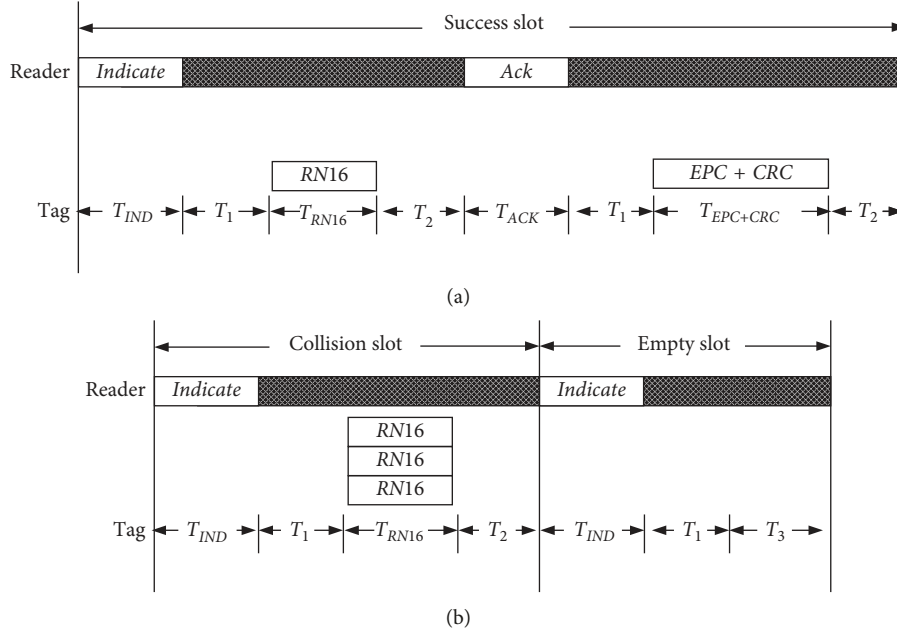 Success slot
Reader Indicate Ack
RN16 EPC + CRC
Tag T_IND T_1 T_RN16 T_2 T_ACK T_1 T_EPC+CRC T_2
(a)
Collision slot Empty slot
Reader Indicate Indicate
RN16
RN16
RN16
Tag T_IND T_1 T_RN16 T_2 T_IND T_1 T_3
(b)